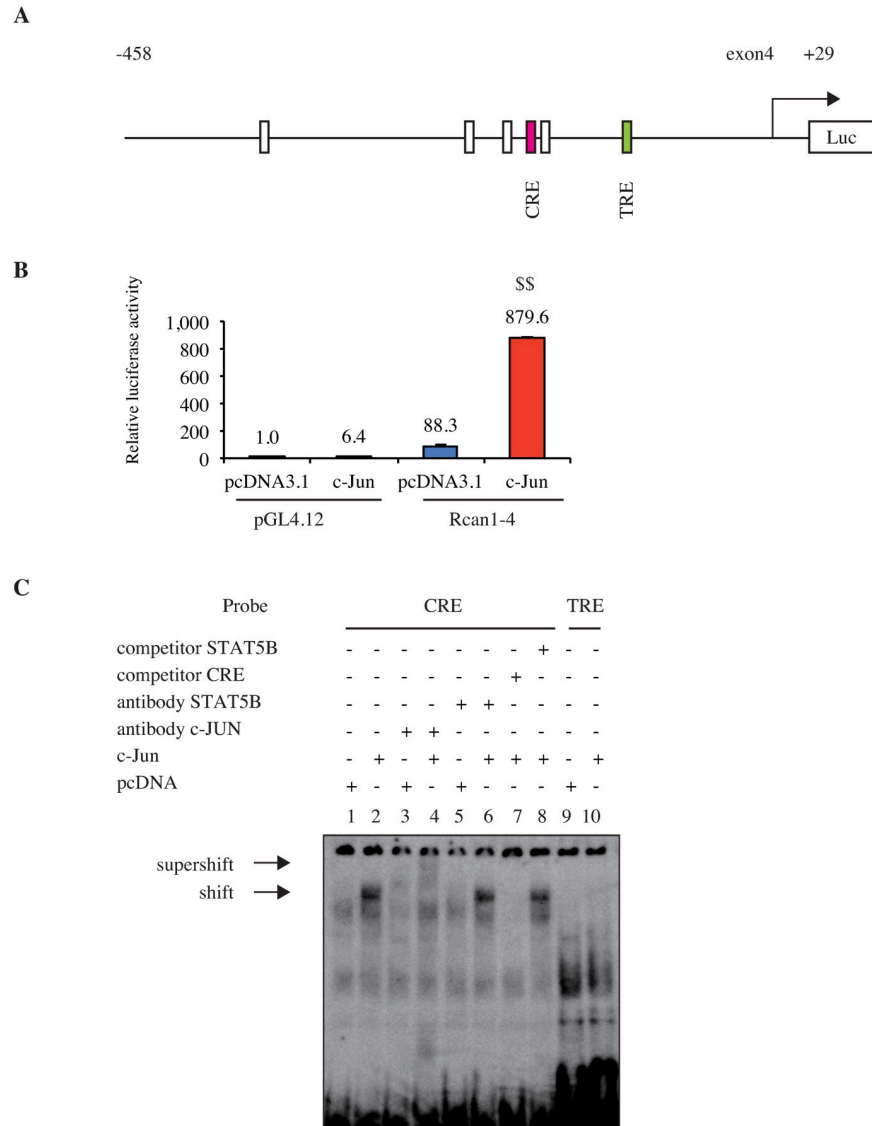 A
-458 exon4 +29
Luc
CRE
TRE
B
Relative luciferase activity
$$
1,000
800
600
400
200
0
1.0
6.4
88.3
879.6
pcDNA3.1 c-Jun pcDNA3.1 c-Jun
pGL4.12 Rcan1-4
C
Probe CRE TRE
competitor STAT5B - - - - - - - + - -
competitor CRE - - - - - - + - - -
antibody STAT5B - - - - + + - - - -
antibody c-JUN - - + + - - - - - -
c-Jun - + - + - + + + - +
pcDNA + - + - + - - - + -
1 2 3 4 5 6 7 8 9 10
supershift
shift